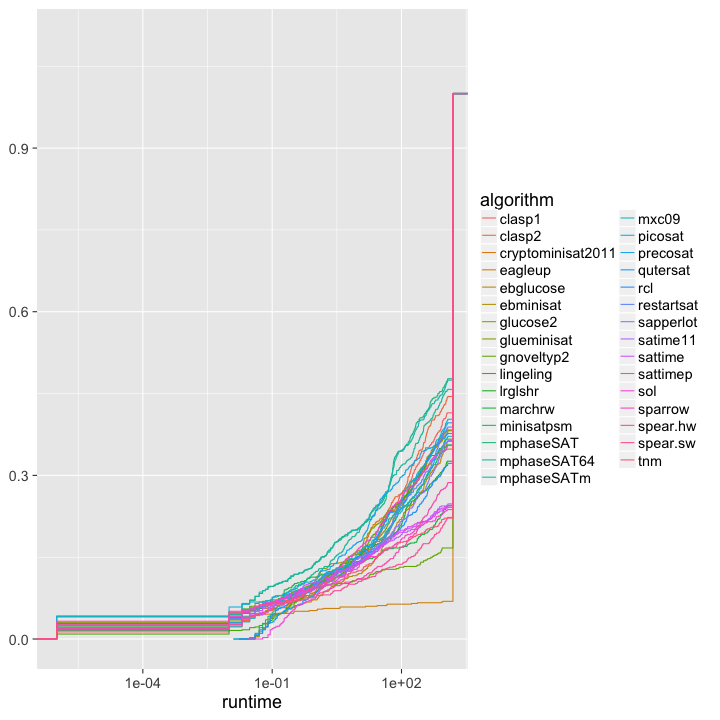 0.9
0.6
0.3
0.0
1e-04 1e-01 1e+02
runtime
algorithm
clasp1
clasp2
cryptominisat2011
eagleup
ebglucose
ebminisat
glucose2
glueminisat
gnoveltyp2
lingeling
lrglshr
marchrw
minisatpsm
mphaseSAT
mphaseSAT64
mphaseSATm
mxc09
picosat
precosat
qutersat
rcl
restartsat
sapperlot
satime11
sattime
sattimep
sol
sparrow
spear.hw
spear.sw
tnm